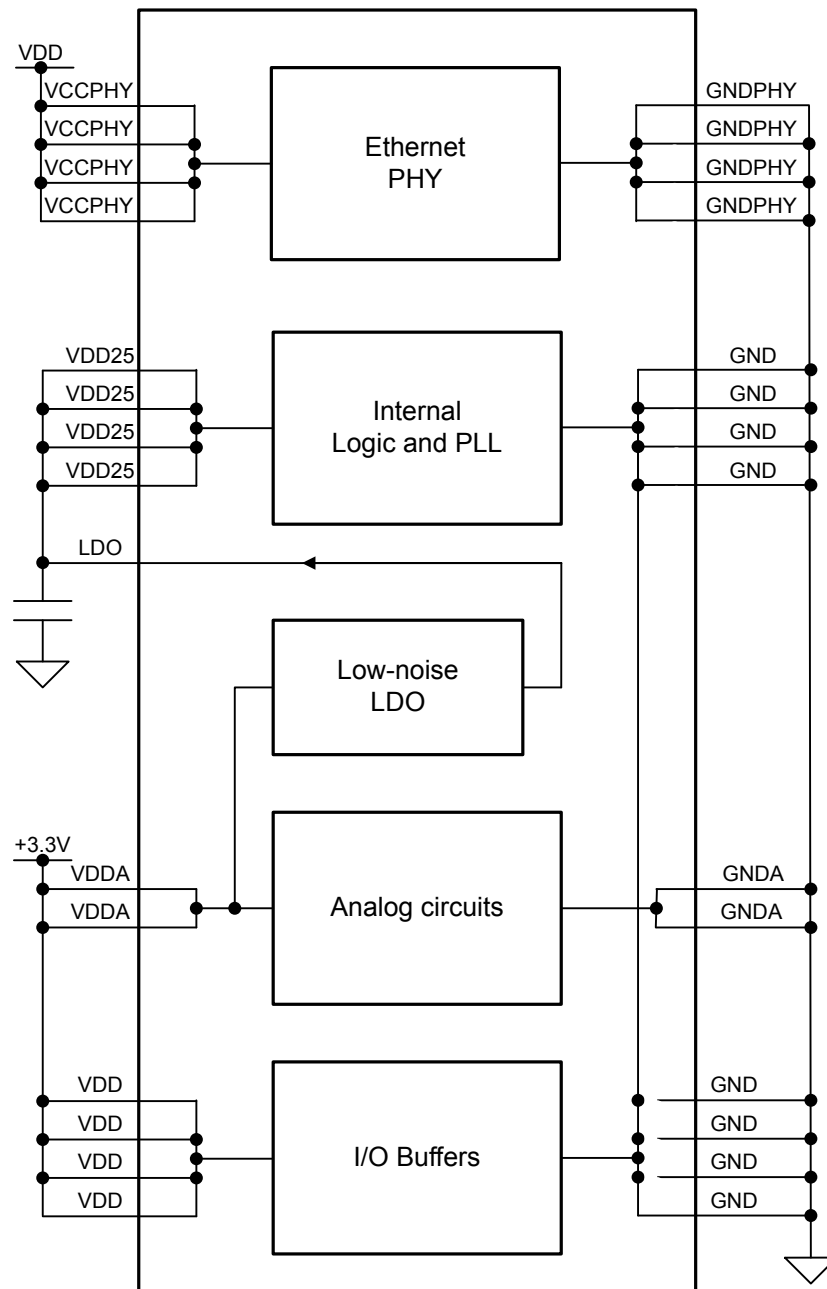 VDD
VCCPHY
VCCPHY
VCCPHY
VCCPHY
Ethernet
PHY
GNDPHY
GNDPHY
GNDPHY
GNDPHY
VDD25
VDD25
VDD25
VDD25
Internal
Logic and PLL
GND
GND
GND
GND
LDO
Low-noise
LDO
+3.3V
VDDA
VDDA
Analog circuits
GNDA
GNDA
VDD
VDD
VDD
VDD
I/O Buffers
GND
GND
GND
GND